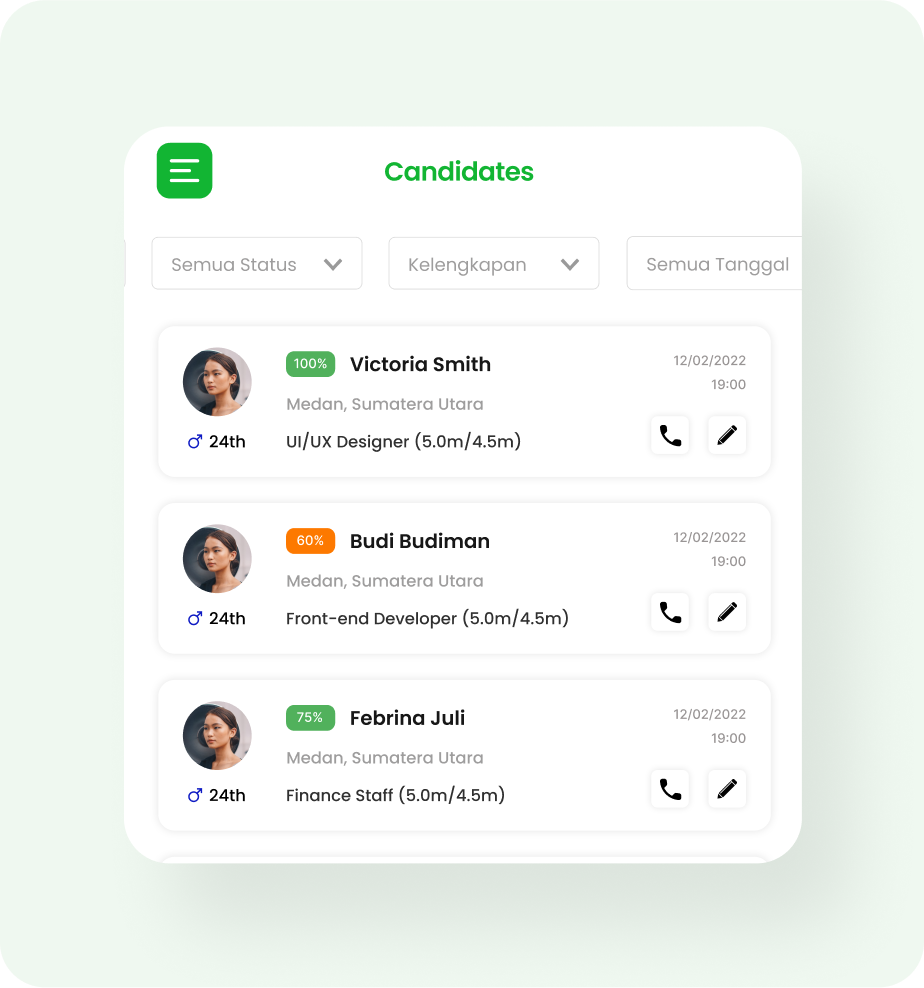 Candidates
Semua Status
Kelengkapan
Semua Tanggal
100% Victoria Smith
12/02/2022
19:00
Medan, Sumatera Utara
24th
UI/UX Designer (5.0m/4.5m)
60% Budi Budiman
12/02/2022
19:00
Medan, Sumatera Utara
24th
Front-end Developer (5.0m/4.5m)
75% Febrina Juli
12/02/2022
19:00
Medan, Sumatera Utara
24th
Finance Staff (5.0m/4.5m)